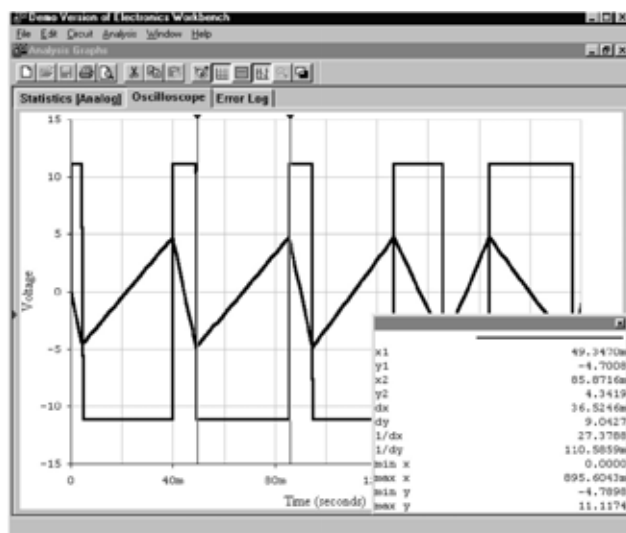 Demo Version of Electronics Workbench
File Edit Circuit Analysis Window Help
Analysis Graphs
Statistics [Analog] Oscilloscope Error Log
15
10
5
0
-5
-10
-15
Voltage
0 40m 80m
Time (seconds)
x1 49.3470m
y1 -4.7008
x2 85.8716m
y2 4.3419
dx 36.5246m
dy 9.0427
1/dx 27.3788
1/dy 110.5859m
min x 0.0000
max x 895.6043m
min y -4.7898
max y 11.1174